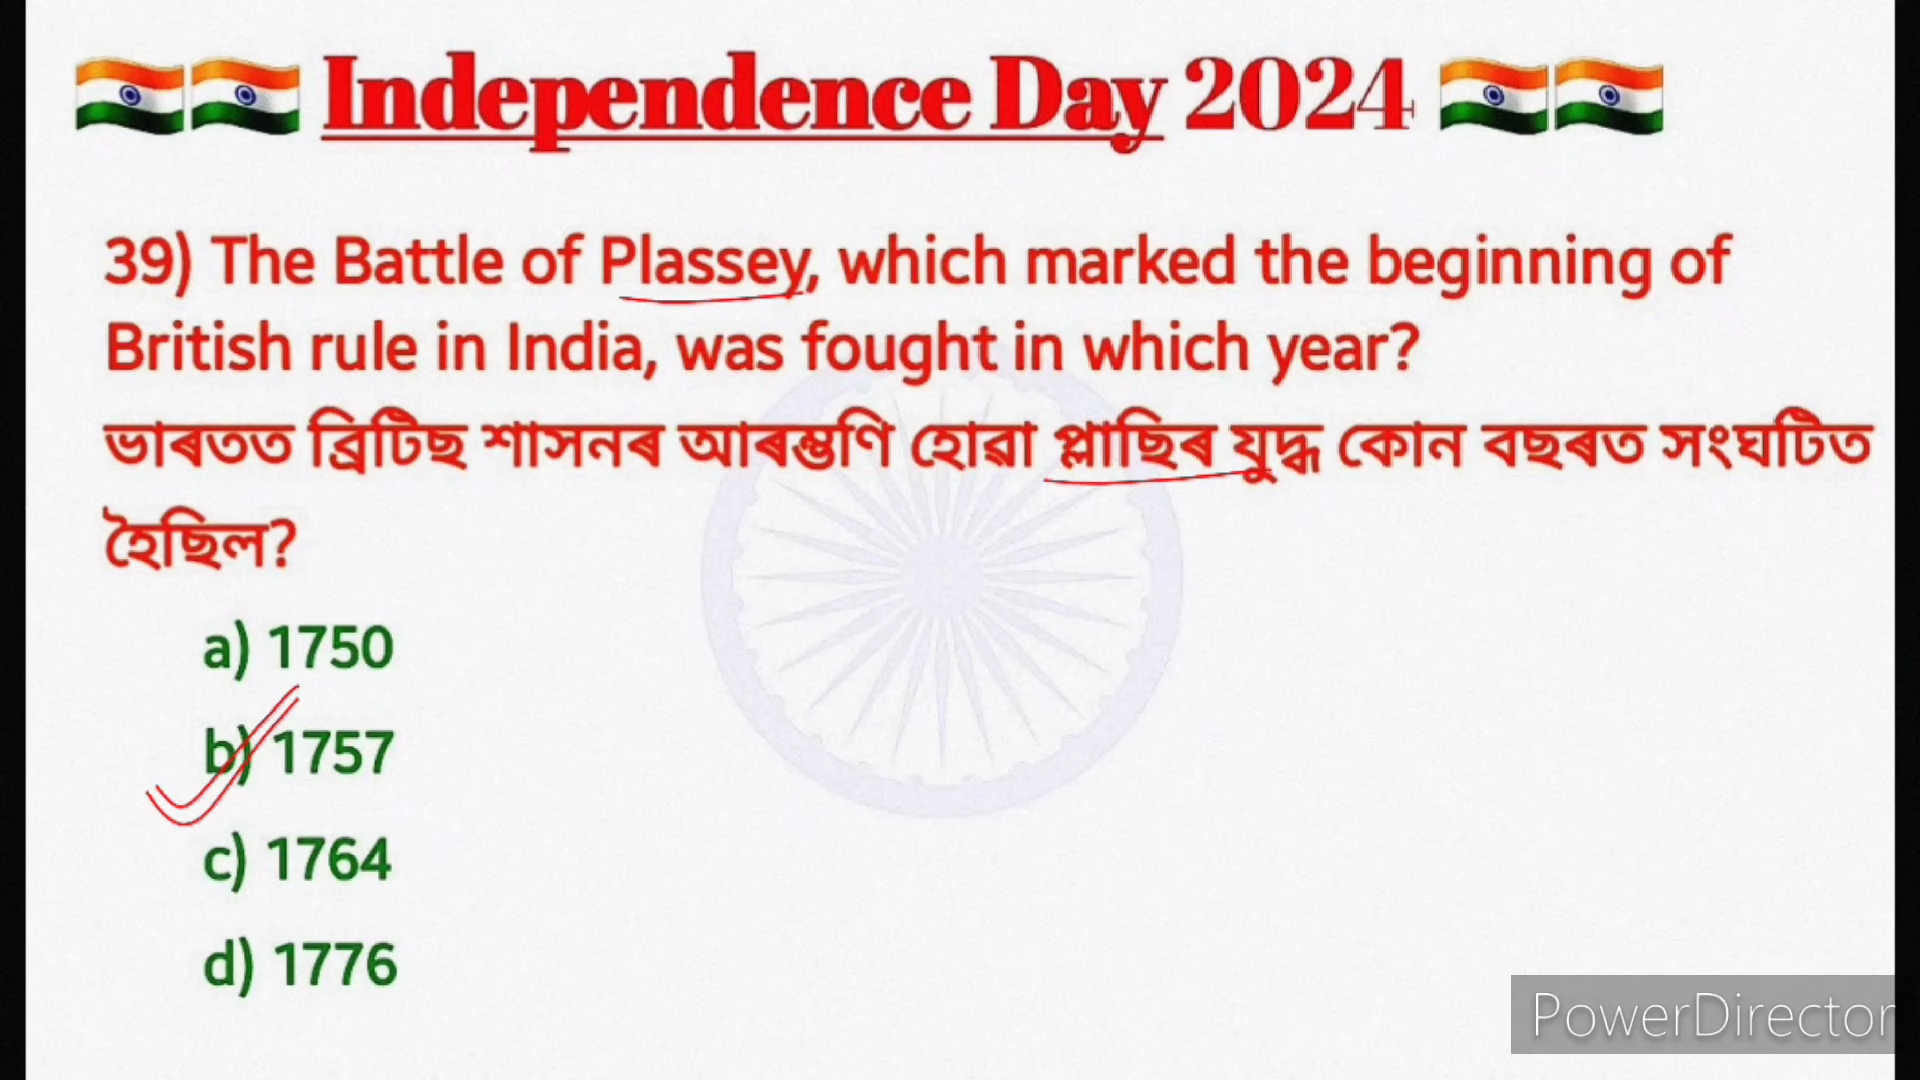 Independence Day 2024
39) The Battle of Plassey, which marked the beginning of
British rule in India, was fought in which year?
ভাৰতত ব্ৰিটিছ শাসনৰ আৰম্ভণি হোৱা প্লাছিৰ যুদ্ধ কোন বছৰত সংঘটিত
হৈছিল?
a) 1750
b) 1757
c) 1764
d) 1776
PowerDirector